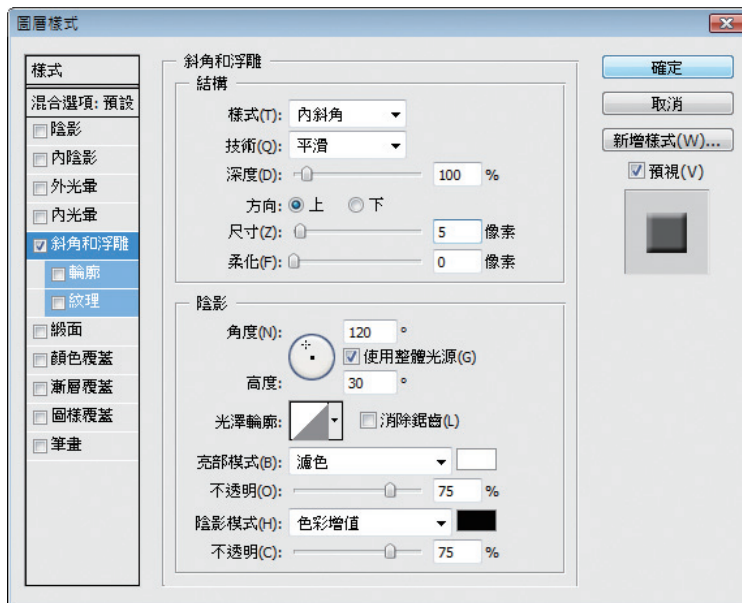 圖層樣式
樣式
混合選項: 預設
陰影
內陰影
外光暈
內光暈
斜角和浮雕
輪廓
紋理
緞面
顏色覆蓋
漸層覆蓋
圖樣覆蓋
筆畫
斜角和浮雕
結構
樣式(T): 內斜角
技術(Q): 平滑
深度(D): 100 %
方向: 上 下
尺寸(Z): 5 像素
柔化(F): 0 像素
陰影
角度(N): 120 °
使用整體光源(G)
高度: 30 °
光澤輪廓: 消除鋸齒(L)
亮部模式(B): 濾色
不透明(O): 75 %
陰影模式(H): 色彩增值
不透明(C): 75 %
確定
取消
新增樣式(W)...
預視(V)